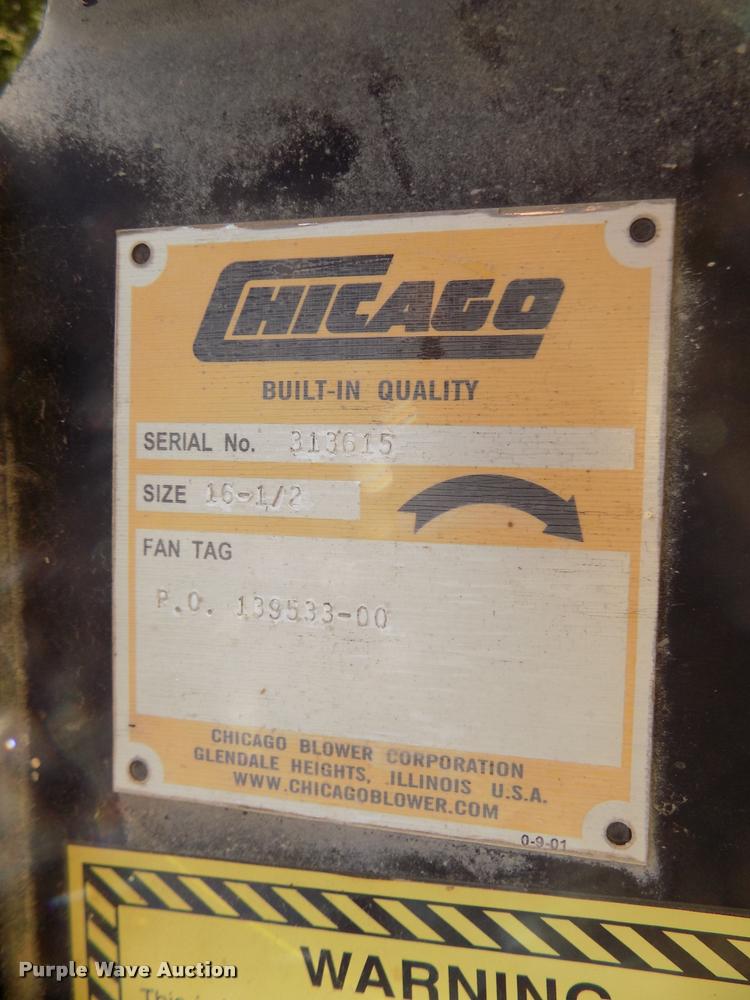 CHICAGO
BUILT-IN QUALITY
SERIAL No. 313615
SIZE 16-1/2
FAN TAG
P.O. 139533-00
CHICAGO BLOWER CORPORATION
GLENDALE HEIGHTS, ILLINOIS U.S.A.
WWW.CHICAGOBLOWER.COM
0-9-01
WARNING
This
Purple Wave Auction